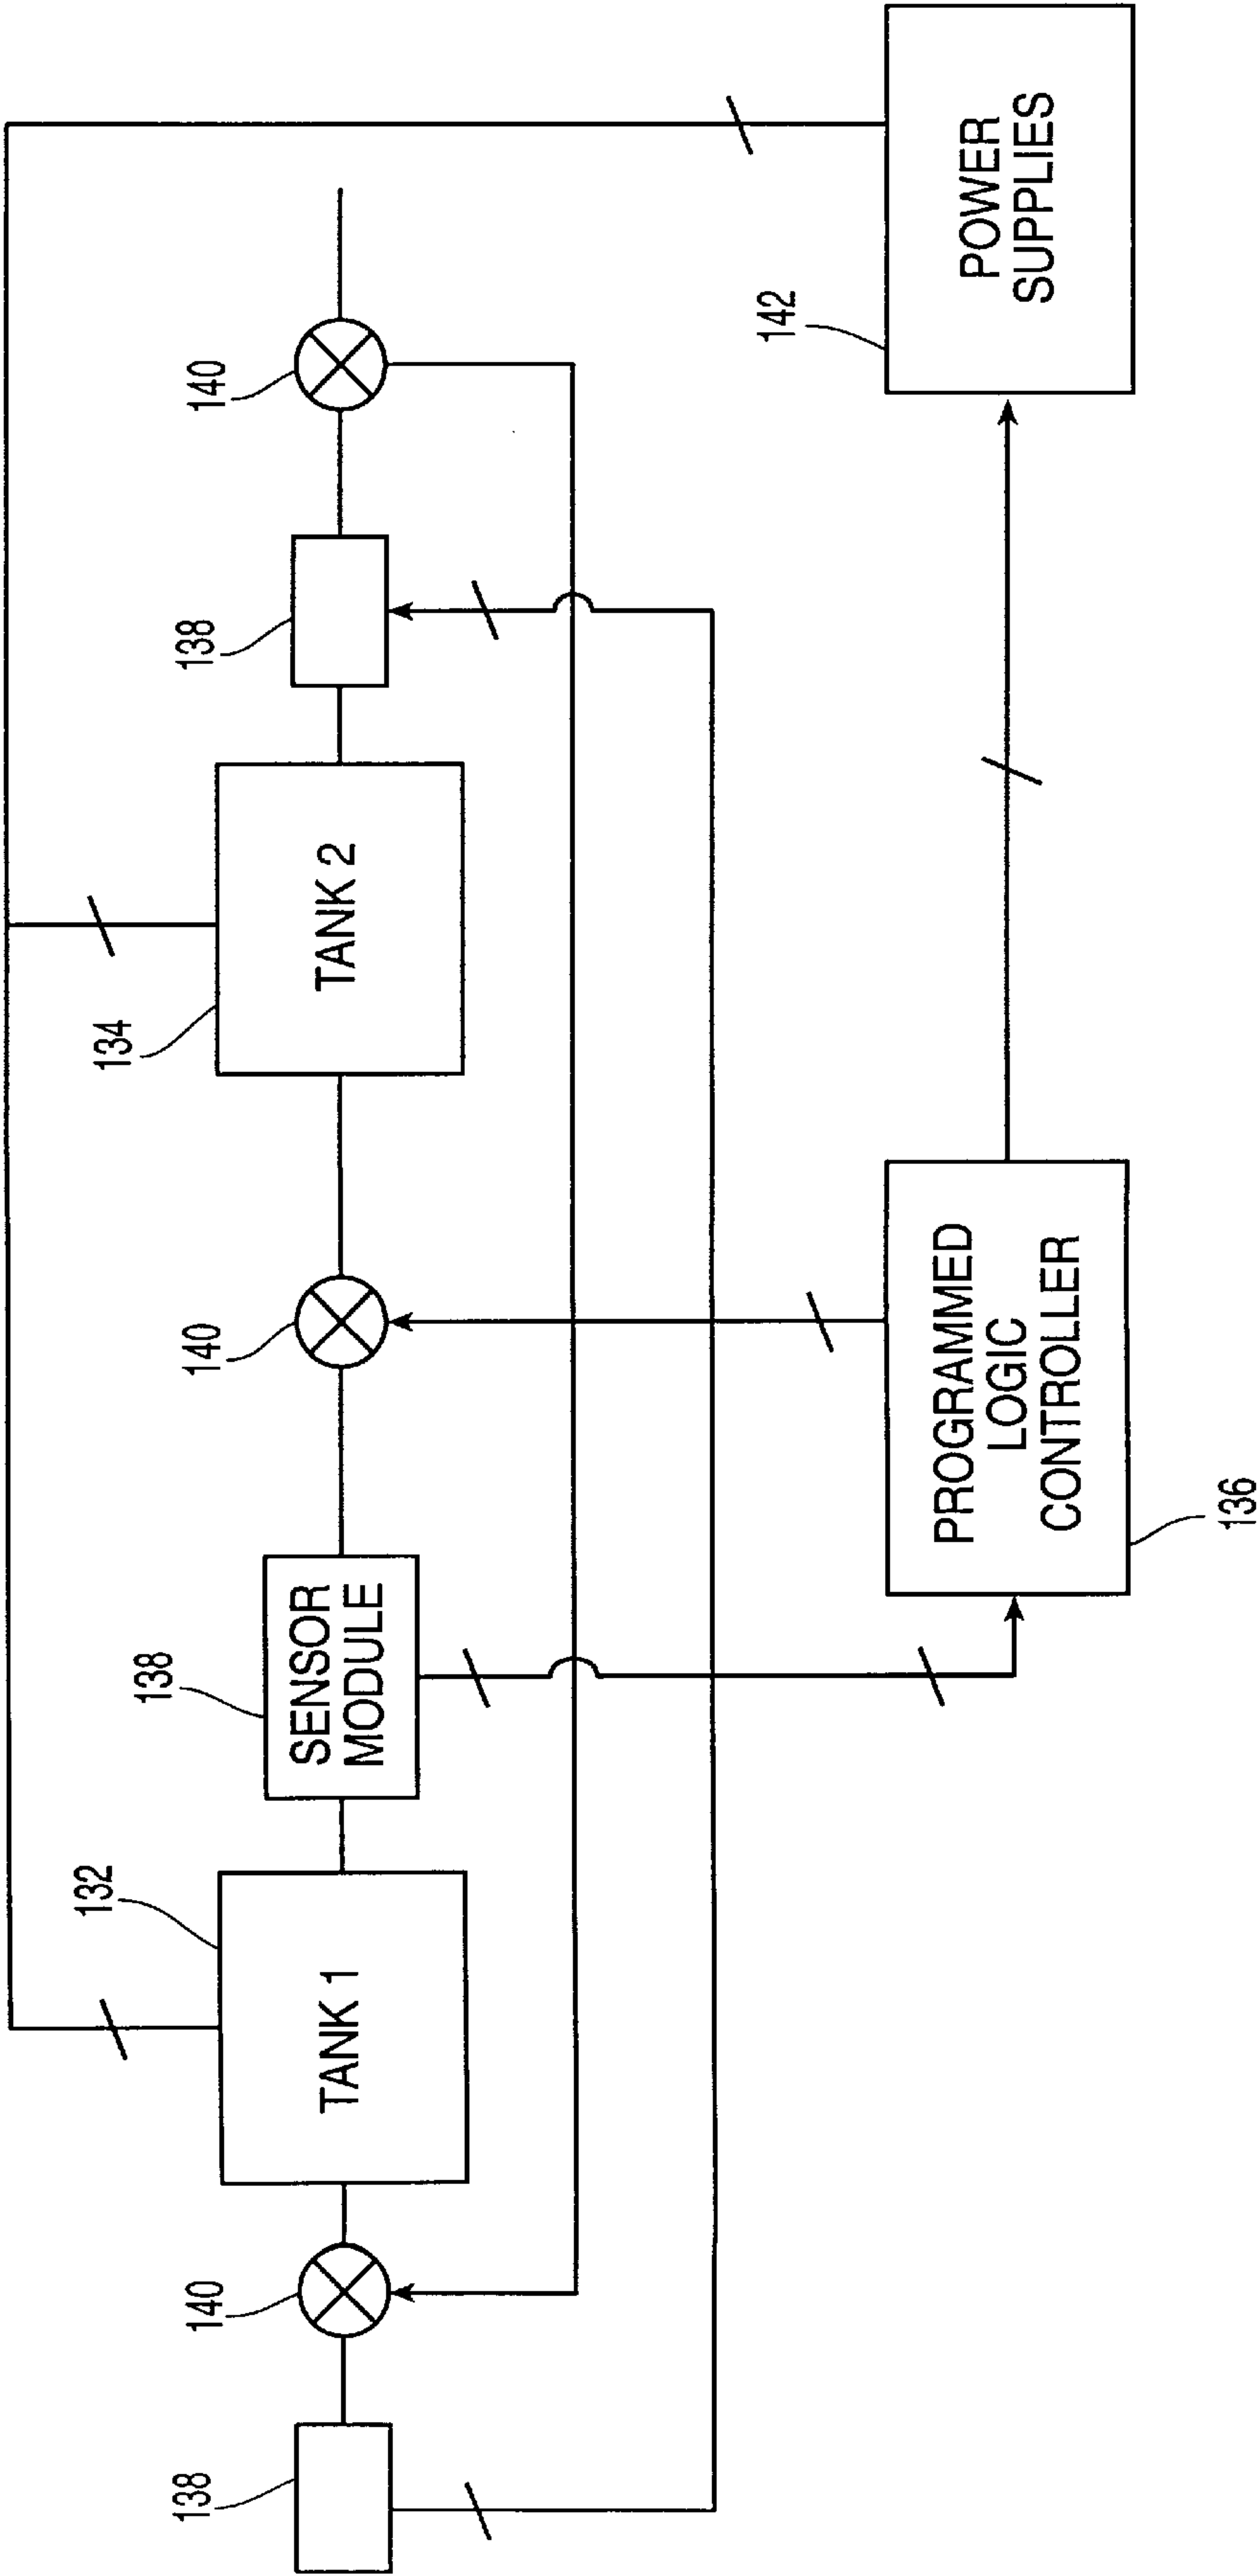 138
140
132
TANK 1
138
SENSOR
MODULE
140
134
TANK 2
138
140
136
PROGRAMMED
LOGIC
CONTROLLER
142
POWER
SUPPLIES